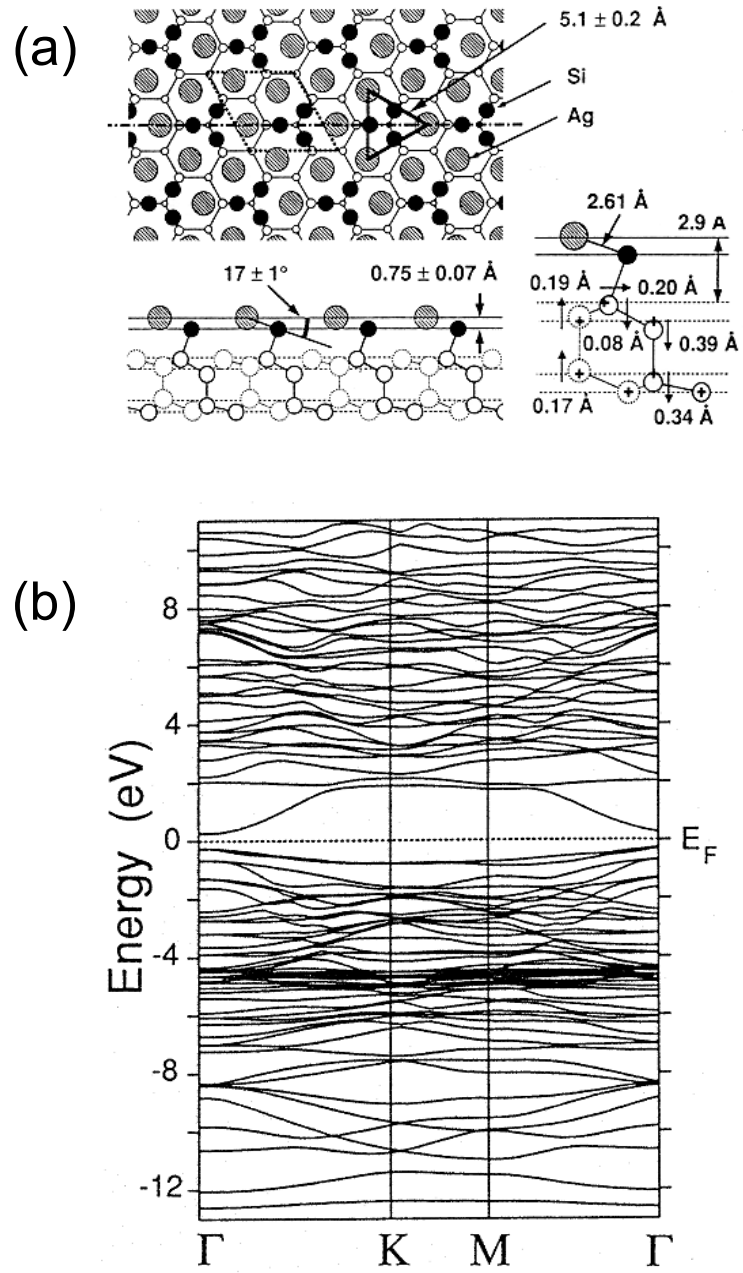 (a)
5.1 ± 0.2 Å
Si
Ag
2.61 Å
2.9 A
17 ± 1°
0.75 ± 0.07 Å
0.19 Å
0.20 Å
0.08 Å
0.39 Å
0.17 Å
0.34 Å
(b)
Energy (eV)
8
4
0
-4
-8
-12
E_F
Γ K M Γ